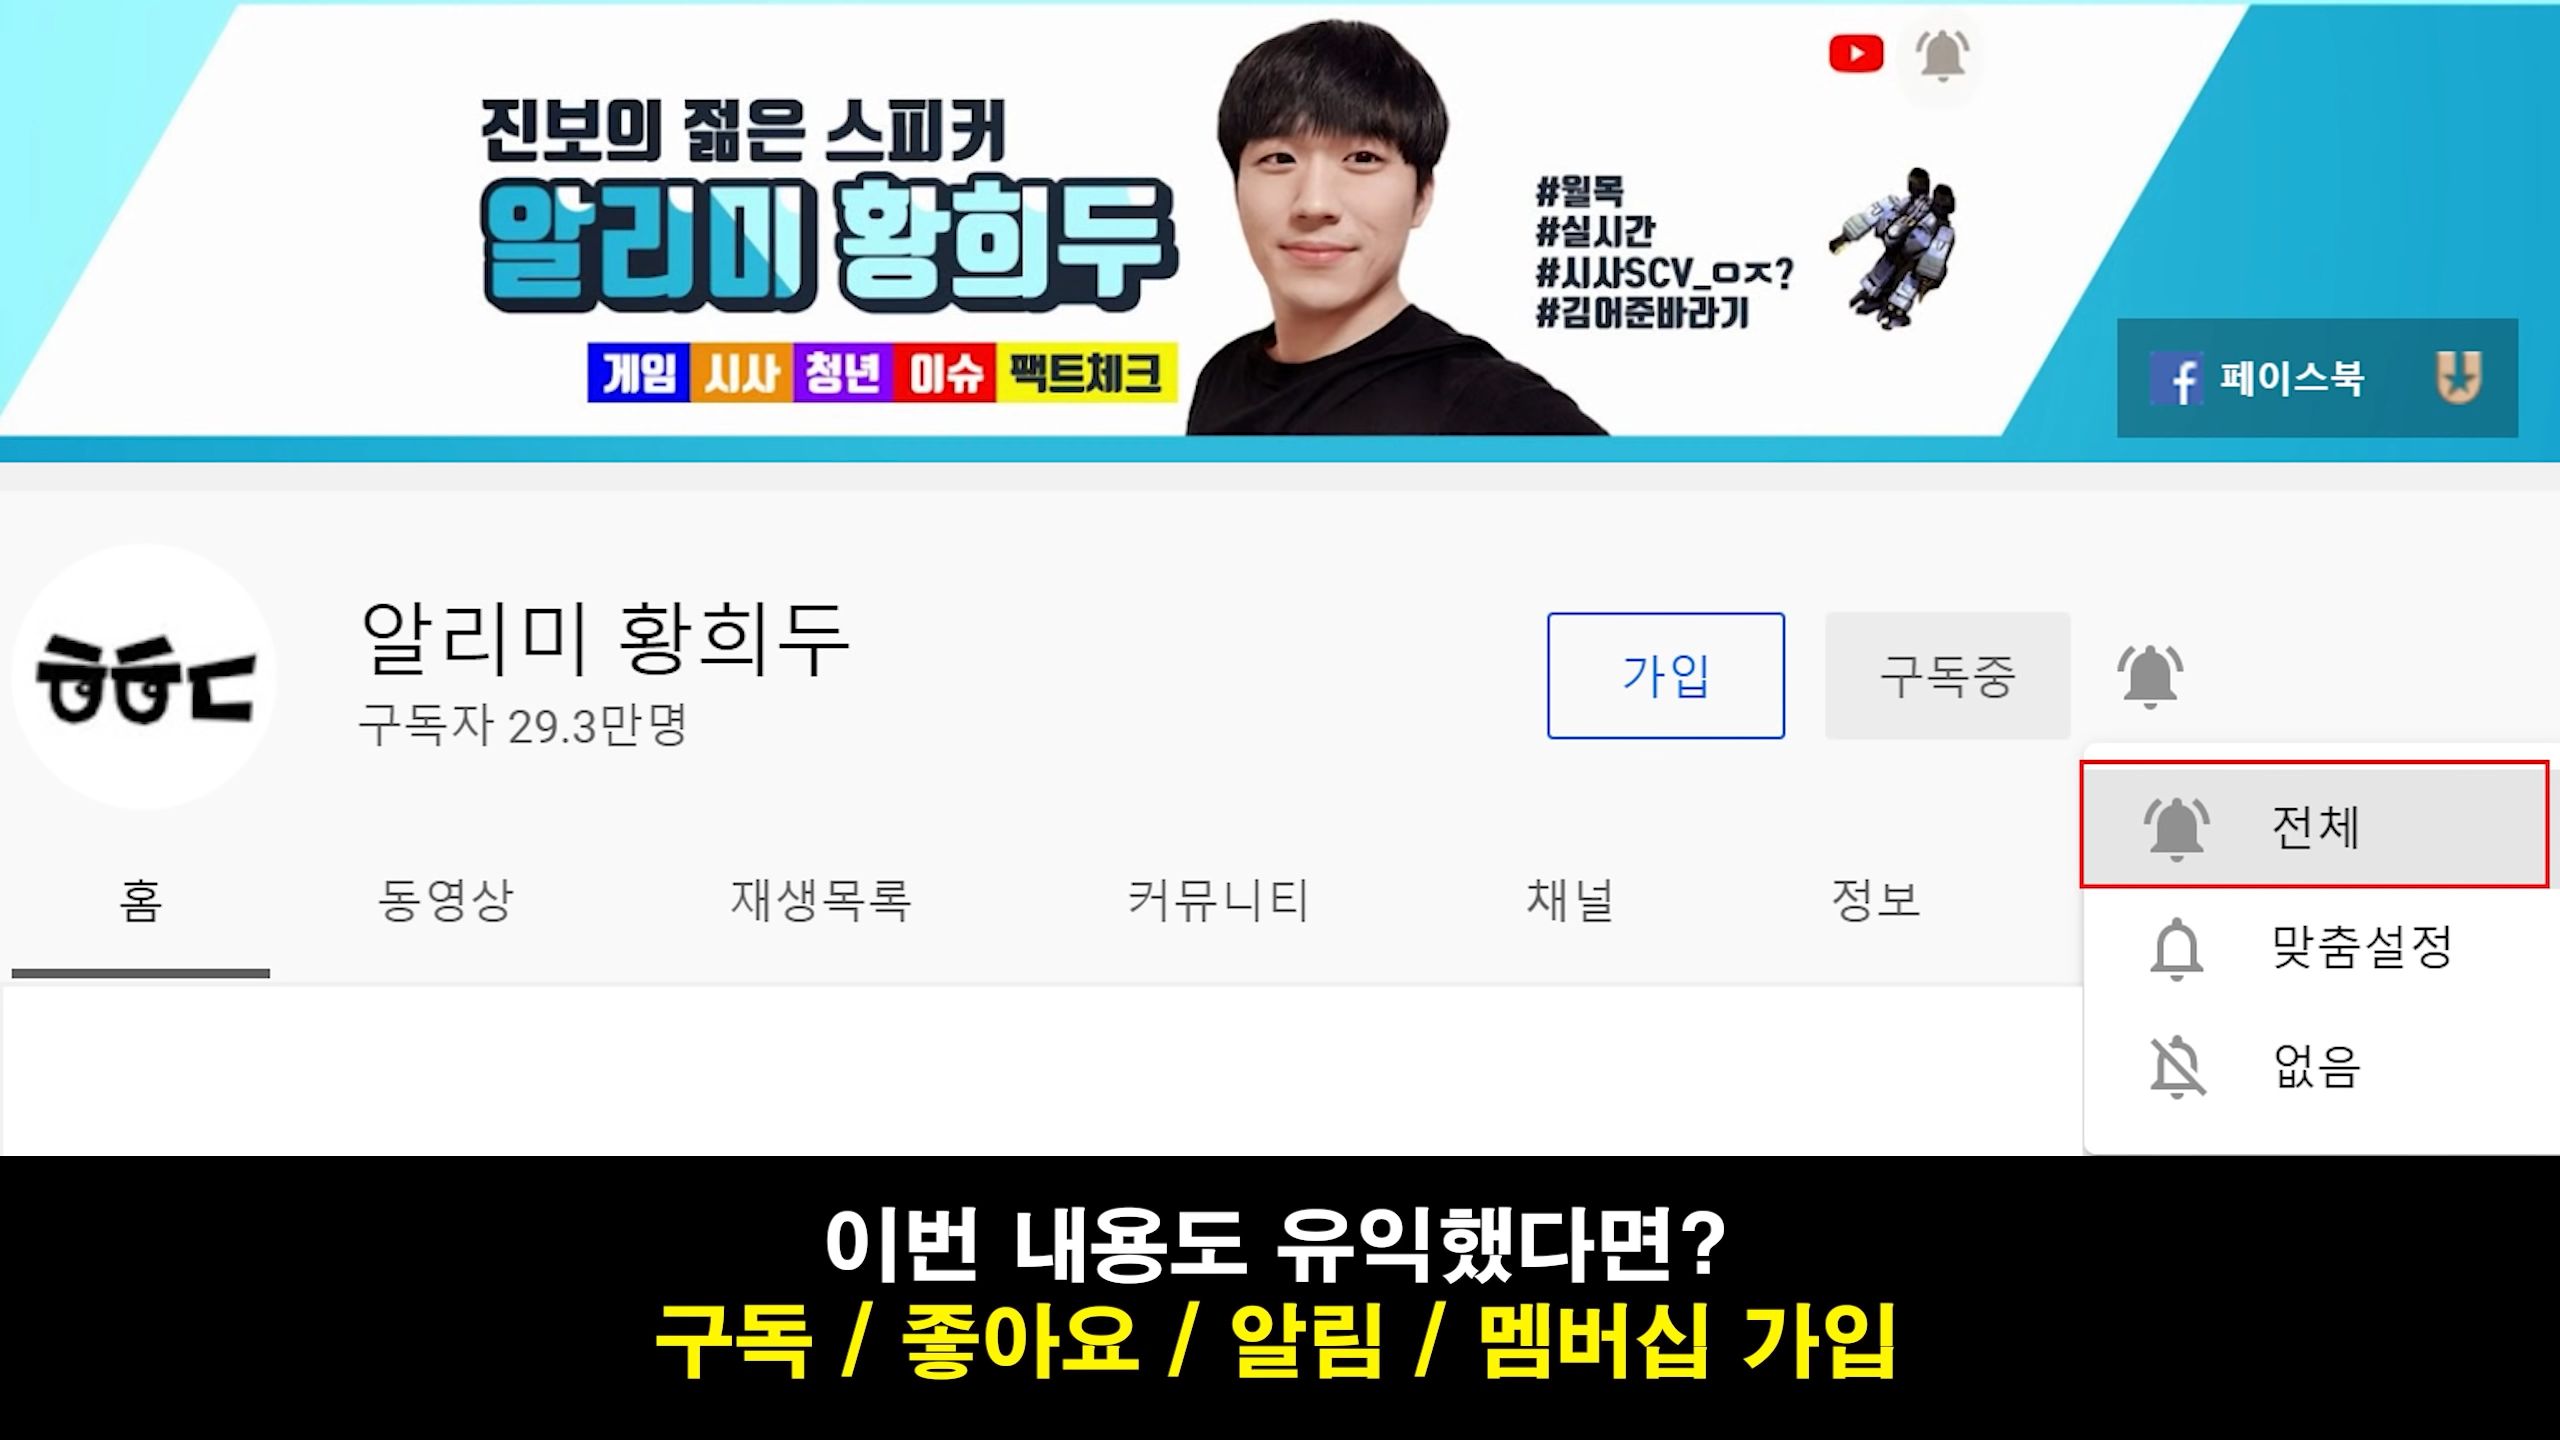 진보의 젊은 스피커
알리미 황희두
게임 시사 청년 이슈 팩트체크
#월목
#실시간
#시사SCV_ㅁㅈ?
#김어준바라기
f 페이스북
ㅎㅎㄷ
알리미 황희두
구독자 29.3만명
가입
구독중
홈
동영상
재생목록
커뮤니티
채널
정보
전체
맞춤설정
없음
이번 내용도 유익했다면?
구독 / 좋아요 / 알림 / 멤버십 가입